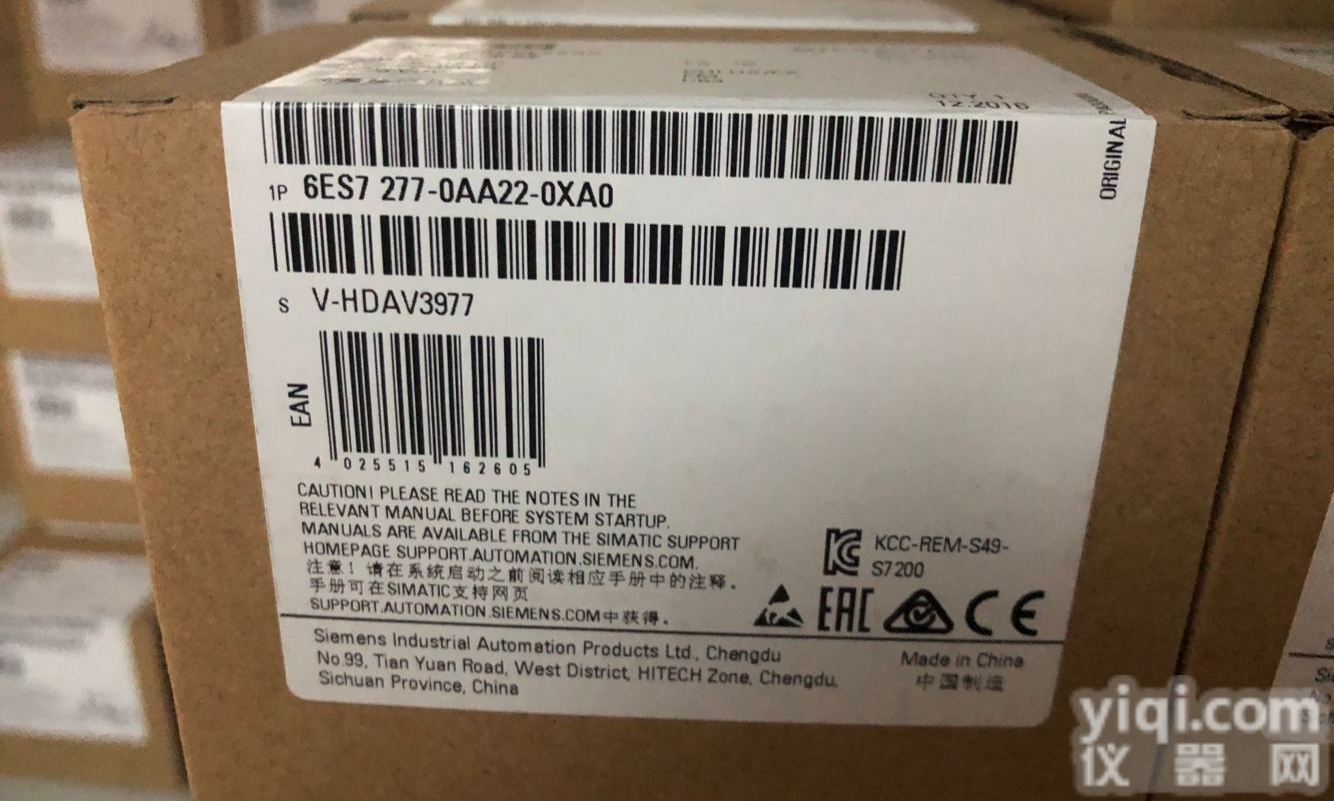 QTY. 1
12.2016
ORIGINAL
1P 6ES7 277-0AA22-0XA0
S V-HDAV3977
EAN
4 025515 162605
CAUTION! PLEASE READ THE NOTES IN THE
RELEVANT MANUAL BEFORE SYSTEM STARTUP.
MANUALS ARE AVAILABLE FROM THE SIMATIC SUPPORT
HOMEPAGE SUPPORT.AUTOMATION.SIEMENS.COM.
注意！请在系统启动之前阅读相应手册中的注释。
手册可在SIMATIC支持网页
SUPPORT.AUTOMATION.SIEMENS.COM中获得。
KCC-REM-S49-
S7200
EAC
CE
Siemens Industrial Automation Products Ltd., Chengdu
No.99, Tian Yuan Road, West District, HITECH Zone, Chengdu,
Sichuan Province, China
Made in China
中国制造
yiqi.com
仪器网